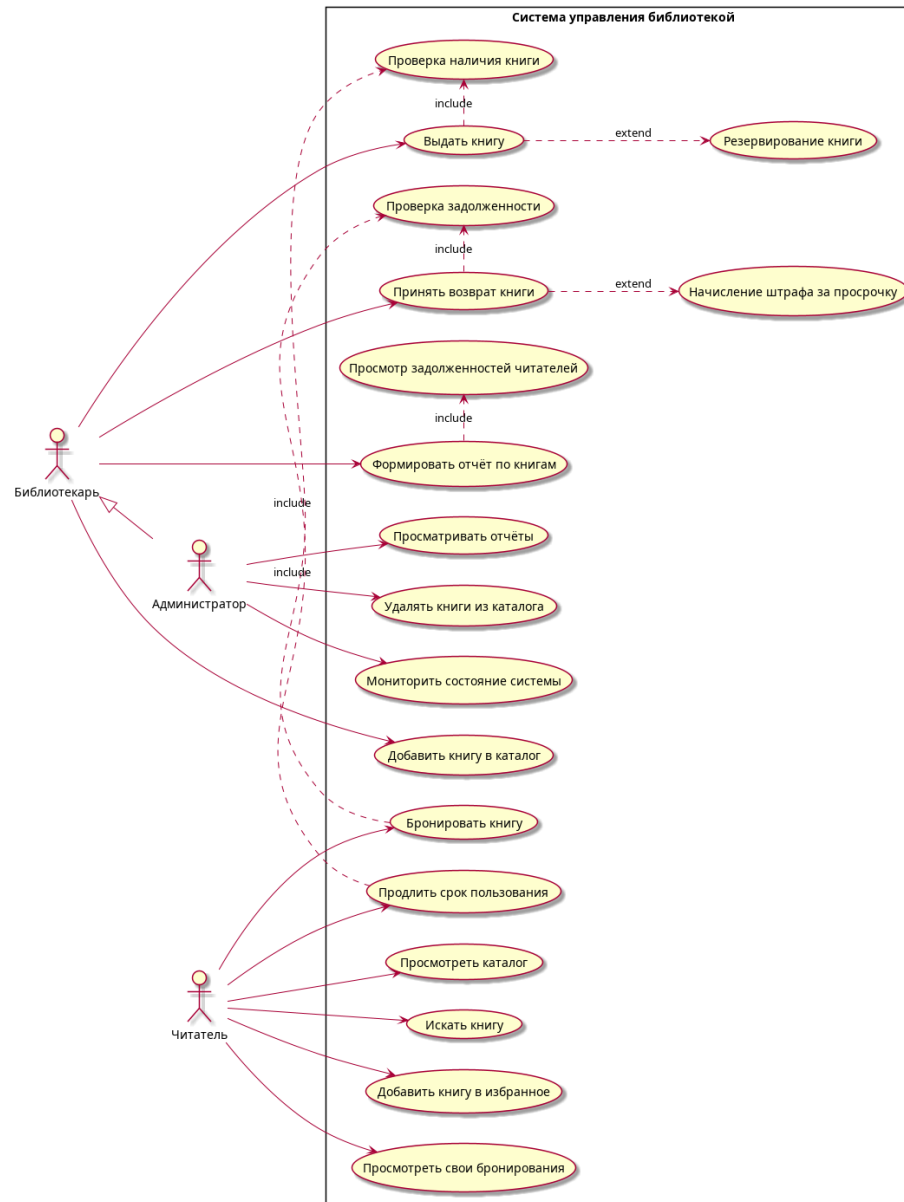 Система управления библиотекой
Проверка наличия книги
include
Выдать книгу
extend
Резервирование книги
Проверка задолженности
include
Принять возврат книги
extend
Начисление штрафа за просрочку
Просмотр задолженностей читателей
include
Формировать отчёт по книгам
Библиотекарь
include
Просматривать отчёты
include
Администратор
Удалять книги из каталога
Мониторить состояние системы
Добавить книгу в каталог
Бронировать книгу
Продлить срок пользования
Просмотреть каталог
Искать книгу
Читатель
Добавить книгу в избранное
Просмотреть свои бронирования